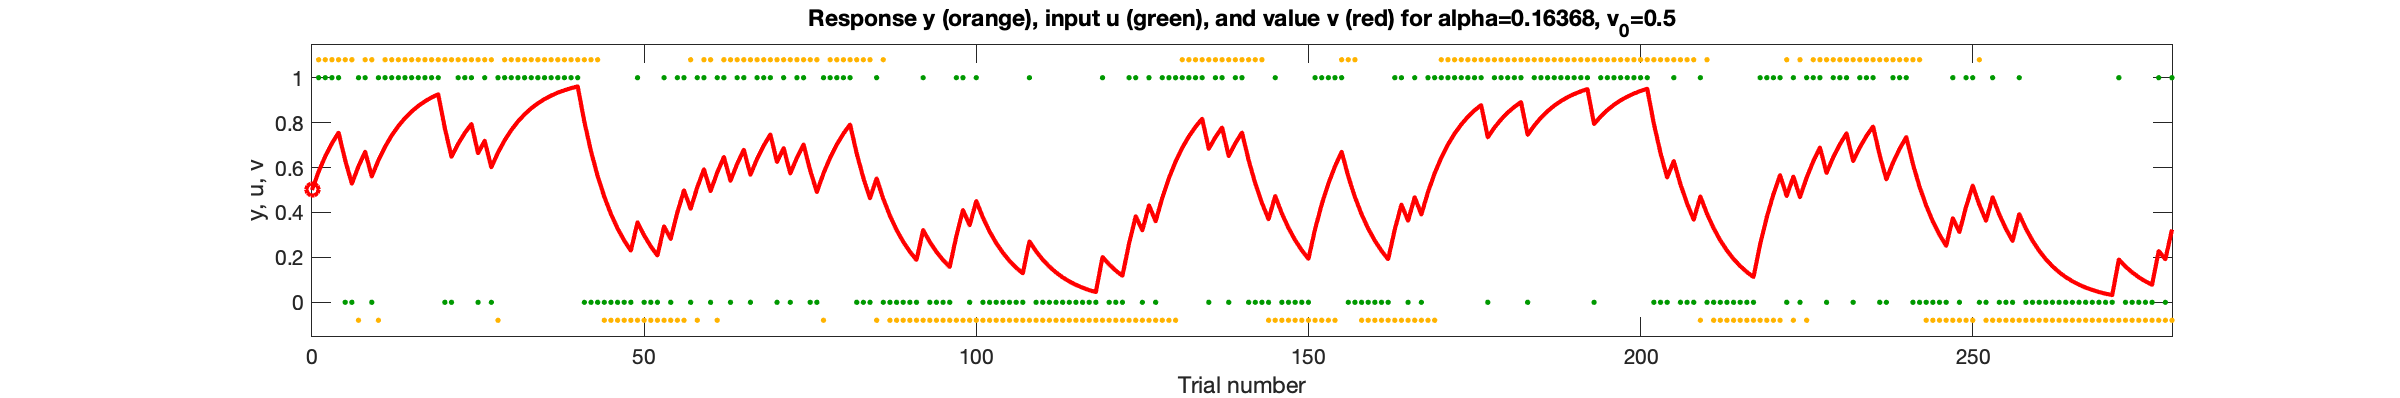 Response y (orange), input u (green), and value v (red) for alpha=0.16368, v0=0.5
y, u, v
1
0.8
0.6
0.4
0.2
0
0 50 100 150 200 250
Trial number